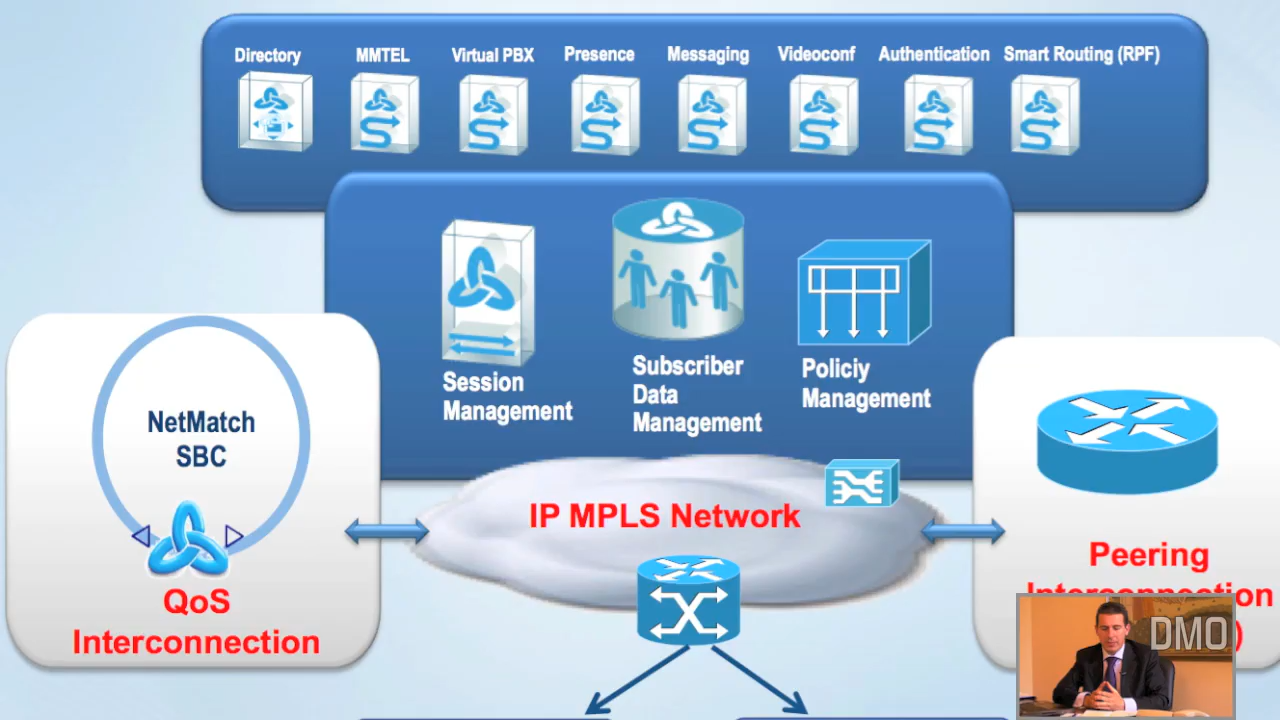 Directory
MMTEL
Virtual PBX
Presence
Messaging
Videoconf
Authentication
Smart Routing (RPF)
Session
Management
Subscriber
Data
Management
Policiy
Management
NetMatch
SBC
QoS
Interconnection
IP MPLS Network
Peering
Interconnection
)
DMO